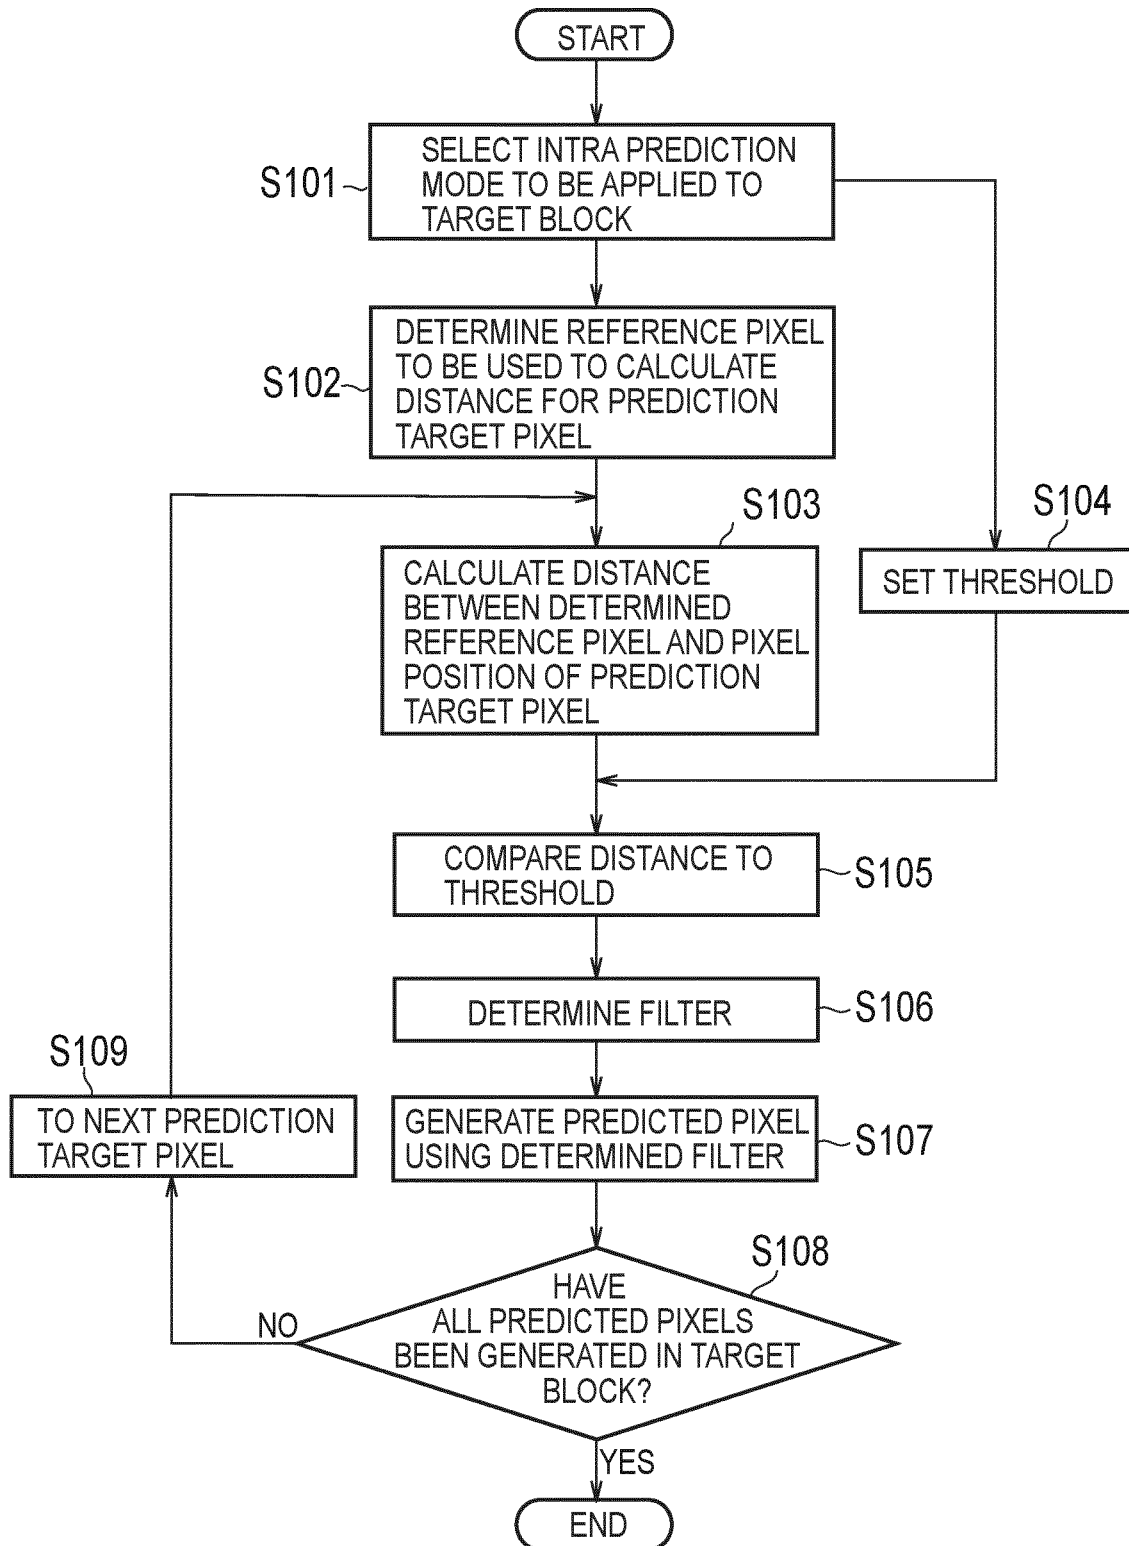 START
S101
SELECT INTRA PREDICTION
MODE TO BE APPLIED TO
TARGET BLOCK
S102
DETERMINE REFERENCE PIXEL
TO BE USED TO CALCULATE
DISTANCE FOR PREDICTION
TARGET PIXEL
S103
CALCULATE DISTANCE
BETWEEN DETERMINED
REFERENCE PIXEL AND PIXEL
POSITION OF PREDICTION
TARGET PIXEL
S104
SET THRESHOLD
COMPARE DISTANCE TO
THRESHOLD
S105
DETERMINE FILTER
S106
GENERATE PREDICTED PIXEL
USING DETERMINED FILTER
S107
S108
HAVE
ALL PREDICTED PIXELS
BEEN GENERATED IN TARGET
BLOCK?
NO
S109
TO NEXT PREDICTION
TARGET PIXEL
YES
END